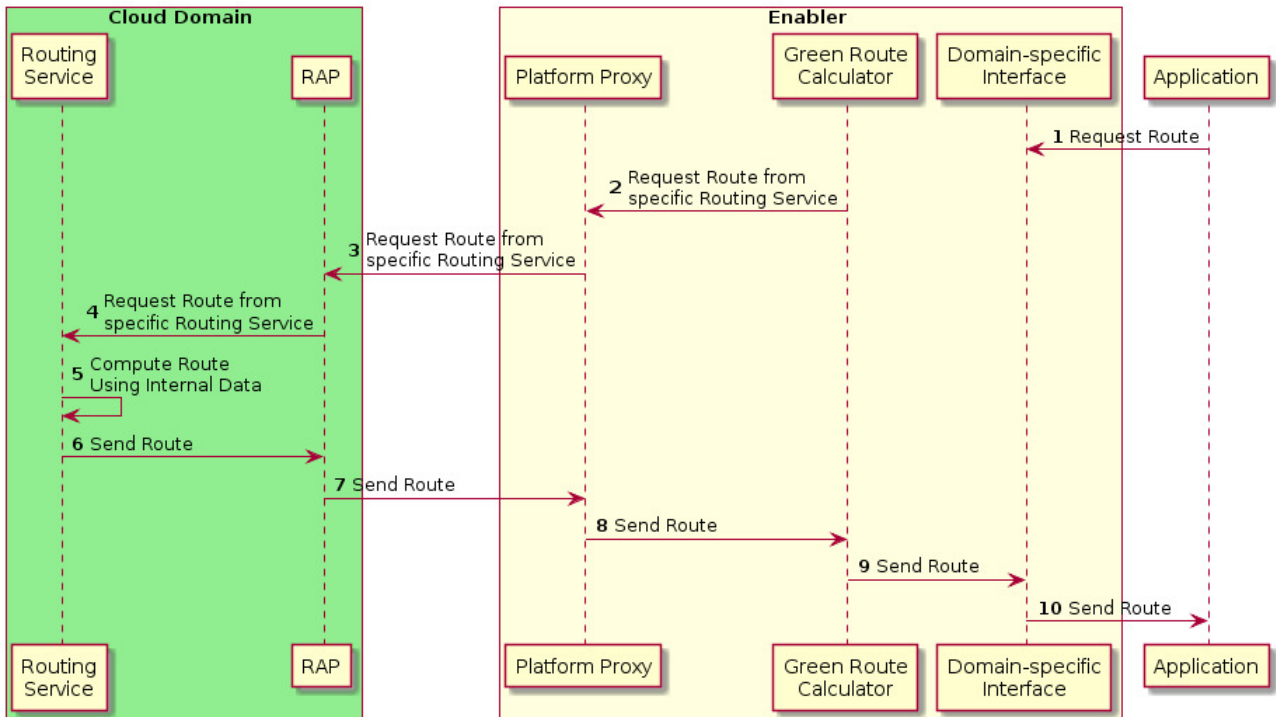 Cloud Domain
Enabler
Routing
Service
RAP
Platform Proxy
Green Route
Calculator
Domain-specific
Interface
Application
1 Request Route
2 Request Route from
specific Routing Service
3 Request Route from
specific Routing Service
4 Request Route from
specific Routing Service
5 Compute Route
Using Internal Data
6 Send Route
7 Send Route
8 Send Route
9 Send Route
10 Send Route
Routing
Service
RAP
Platform Proxy
Green Route
Calculator
Domain-specific
Interface
Application